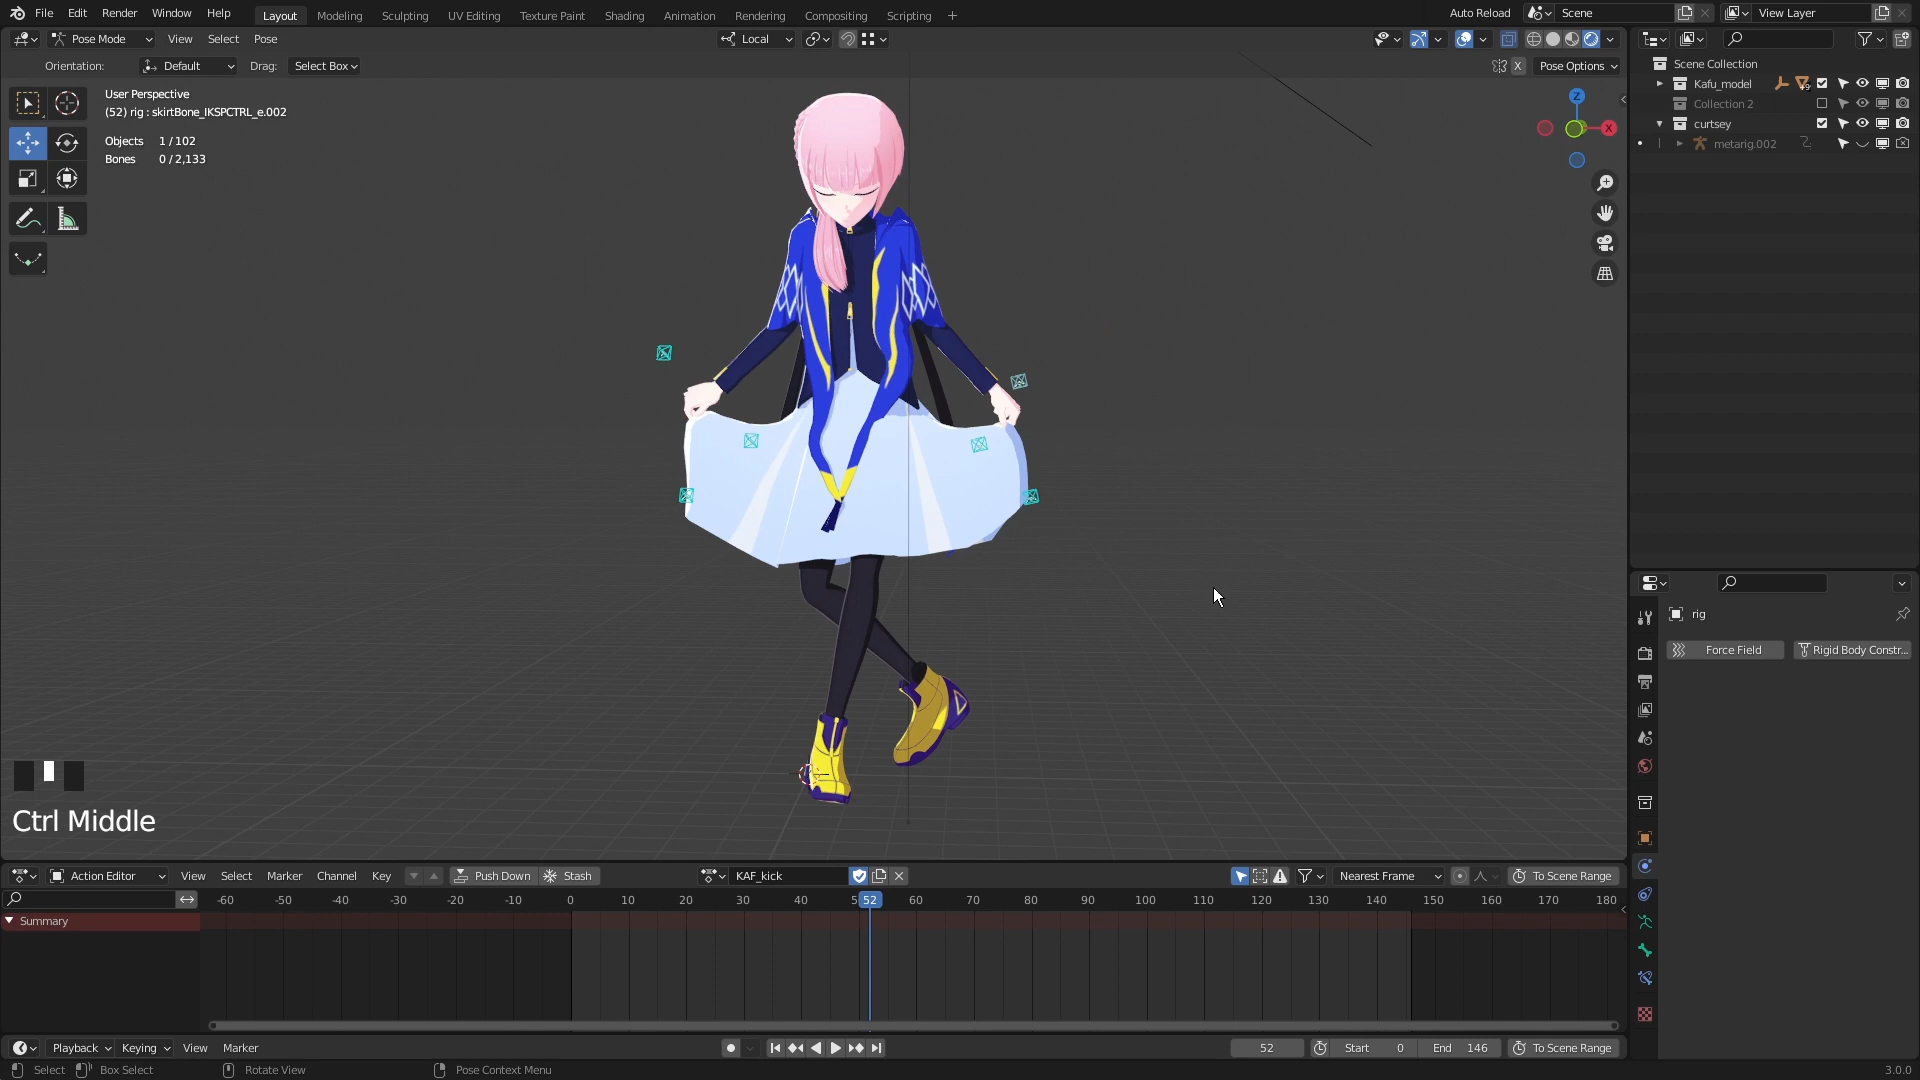 File Edit Render Window Help Layout Modeling Sculpting UV Editing Texture Paint Shading Animation Rendering Compositing Scripting Auto Reload Scene View Layer
Pose Mode View Select Pose Local
Orientation: Default Drag: Select Box X Pose Options
User Perspective
(52) rig : skirtBone_IKSPCTRL_e.002
Objects 1 / 102
Bones 0 / 2,133
Z
X
Ctrl Middle
Scene Collection
Kafu_model
Collection 2
curtsey
metarig.002
rig
Force Field Rigid Body Constr...
Action Editor View Select Marker Channel Key Push Down Stash KAF_kick Nearest Frame To Scene Range
-60 -50 -40 -30 -20 -10 0 10 20 30 40 5 52 60 70 80 90 100 110 120 130 140 150 160 170 180
Summary
Playback Keying View Marker 52 Start 0 End 146 To Scene Range
Select Box Select Rotate View Pose Context Menu 3.0.0